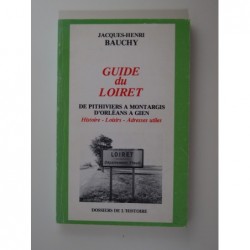 JACQUES-HENRI
BAUCHY
GUIDE
du
LOIRET
DE PITHIVIERS A MONTARGIS
D'ORLÉANS A GIEN
Histoire - Loisirs - Adresses utiles
LOIRET
DOSSIERS DE L'HISTOIRE